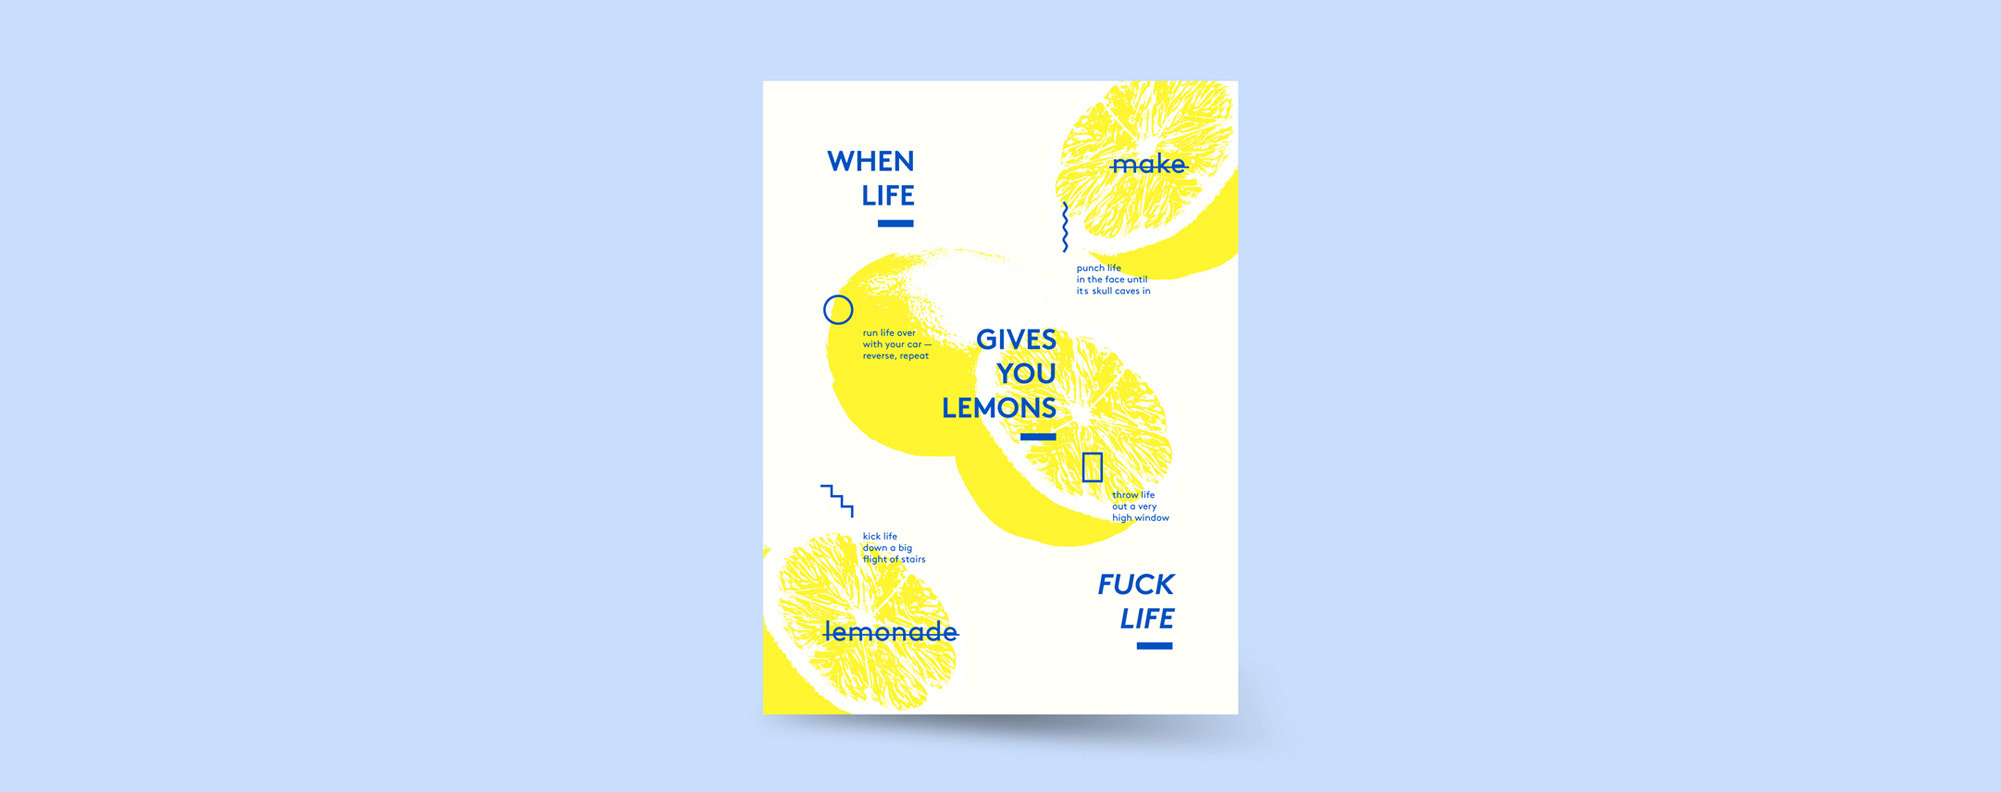 WHEN
LIFE
make
punch life
in the face until
its skull caves in
run life over
with your car —
reverse, repeat
GIVES
YOU
LEMONS
throw life
out a very
high window
kick life
down a big
flight of stairs
FUCK
LIFE
lemonade